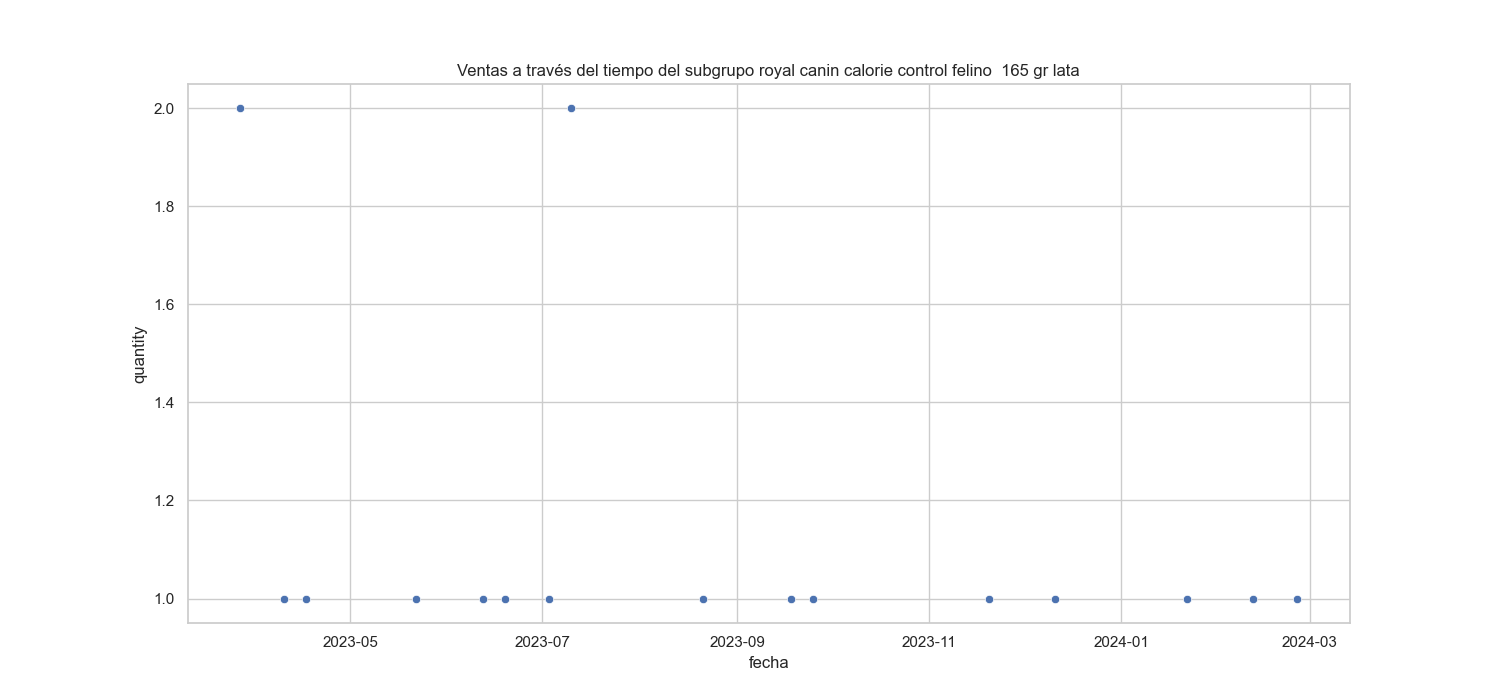 Ventas a través del tiempo del subgrupo royal canin calorie control felino  165 gr lata
2.0
1.8
1.6
1.4
1.2
1.0
quantity
2023-05 2023-07 2023-09 2023-11 2024-01 2024-03
fecha